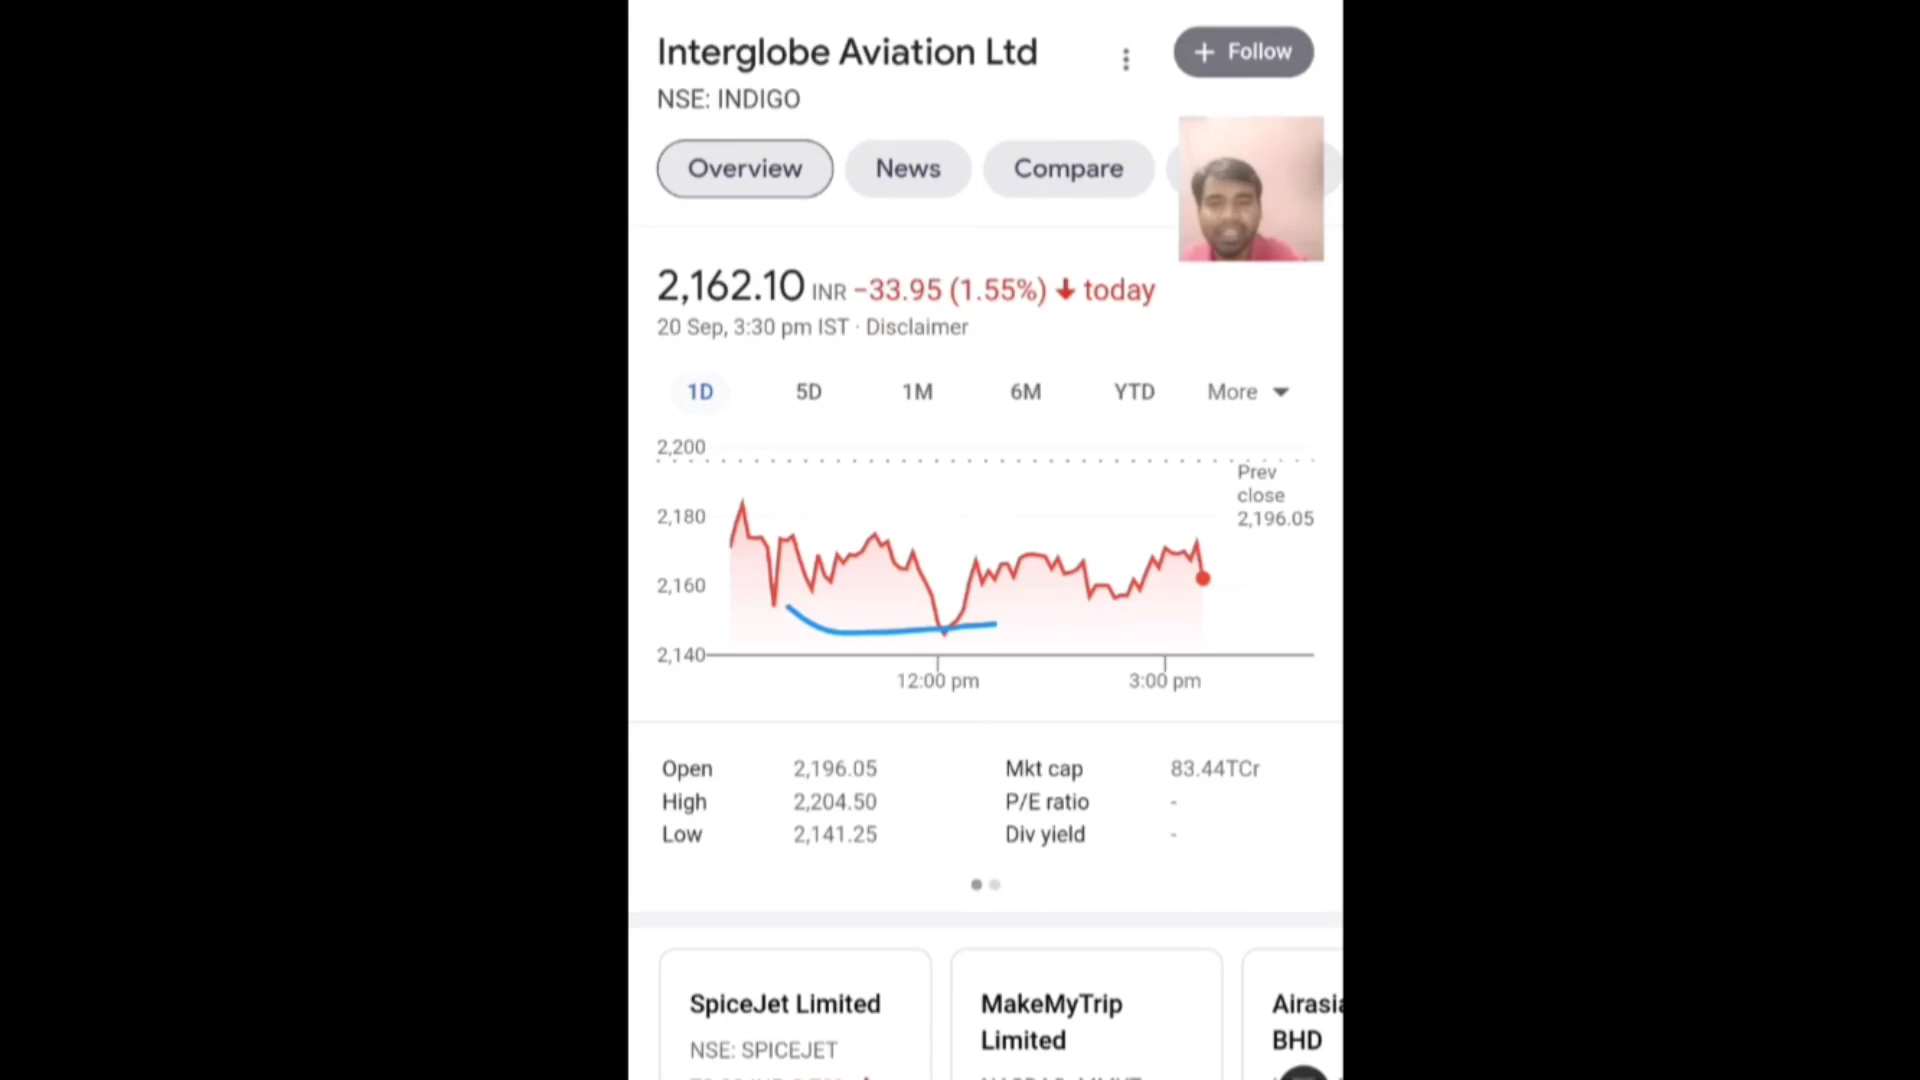 Interglobe Aviation Ltd
+ Follow
NSE: INDIGO
Overview
News
Compare
2,162.10 INR −33.95 (1.55%) ↓ today
20 Sep, 3:30 pm IST · Disclaimer
1D 5D 1M 6M YTD More
2,200
Prev
close
2,196.05
2,180
2,160
2,140
12:00 pm 3:00 pm
Open 2,196.05 Mkt cap 83.44TCr
High 2,204.50 P/E ratio -
Low 2,141.25 Div yield -
SpiceJet Limited
NSE: SPICEJET
MakeMyTrip
Limited
Airasia
BHD